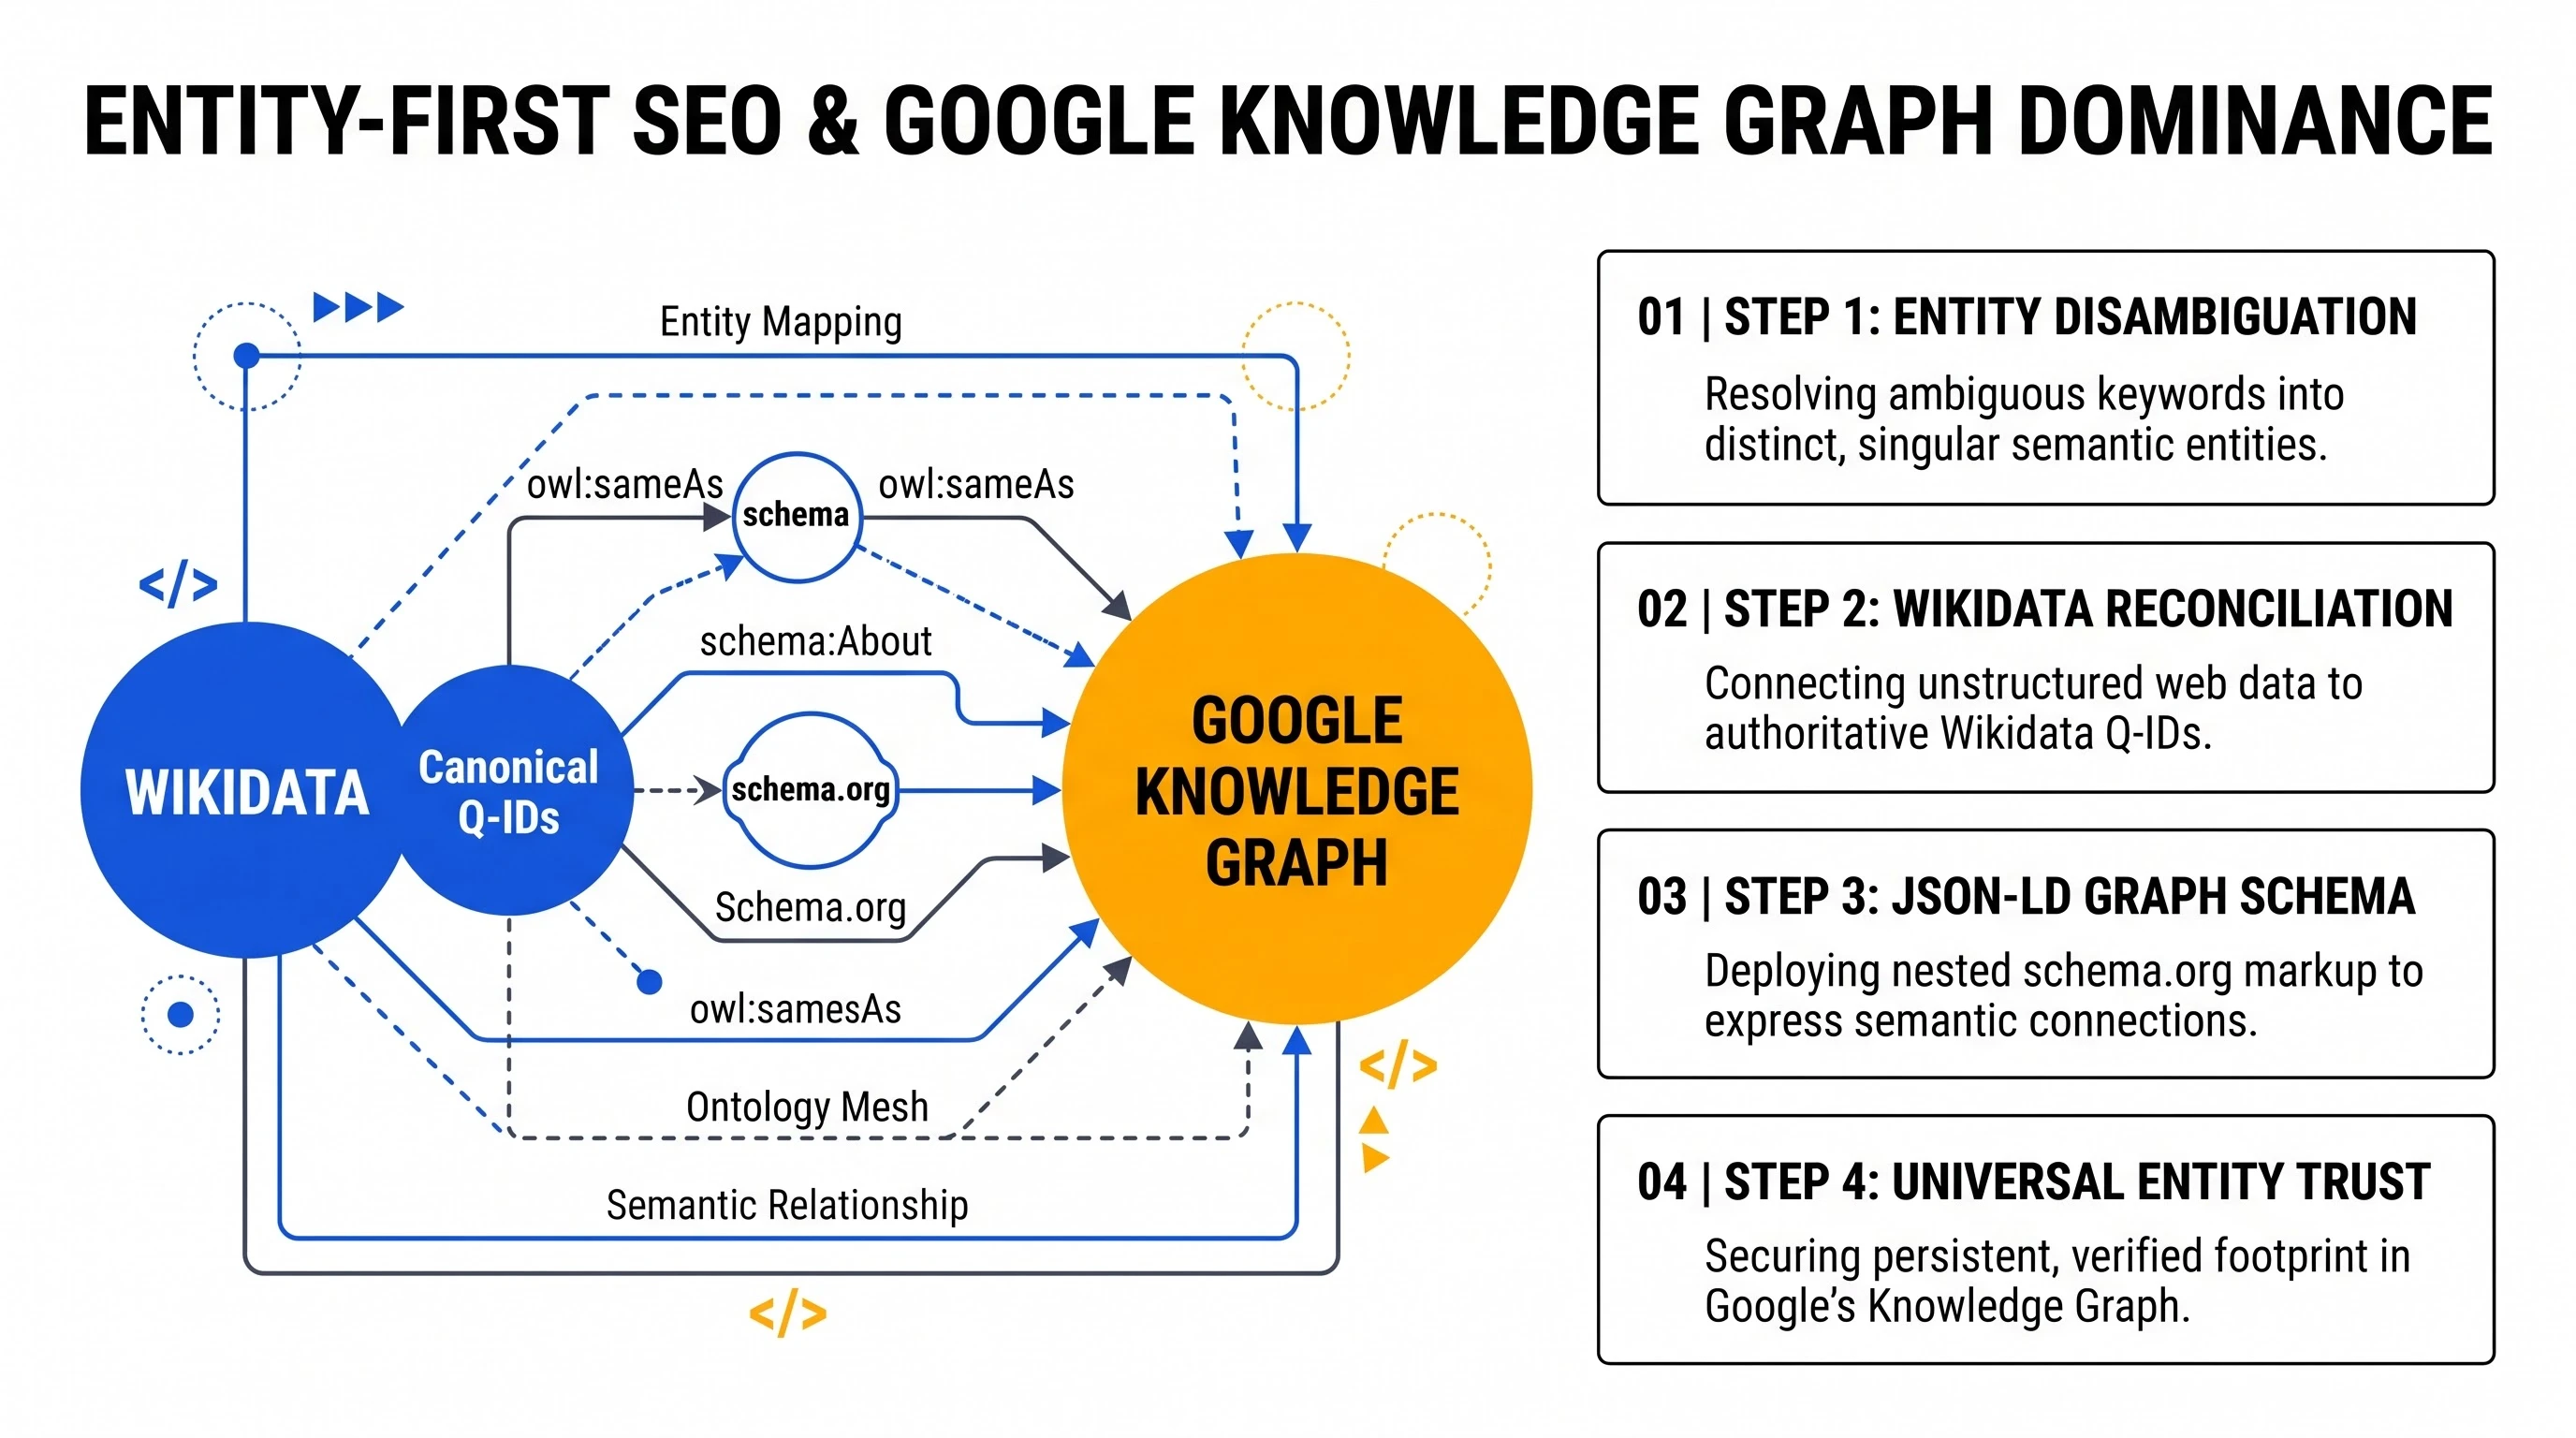 ENTITY-FIRST SEO & GOOGLE KNOWLEDGE GRAPH DOMINANCE
Entity Mapping
owl:sameAs
schema
owl:sameAs
</>
schema:About
WIKIDATA
Canonical
Q-IDs
schema.org
GOOGLE
KNOWLEDGE
GRAPH
Schema.org
owl:samesAs
Ontology Mesh
</>
Semantic Relationship
</>
01 | STEP 1: ENTITY DISAMBIGUATION
Resolving ambiguous keywords into
distinct, singular semantic entities.
02 | STEP 2: WIKIDATA RECONCILIATION
Connecting unstructured web data to
authoritative Wikidata Q-IDs.
03 | STEP 3: JSON-LD GRAPH SCHEMA
Deploying nested schema.org markup to
express semantic connections.
04 | STEP 4: UNIVERSAL ENTITY TRUST
Securing persistent, verified footprint in
Google’s Knowledge Graph.